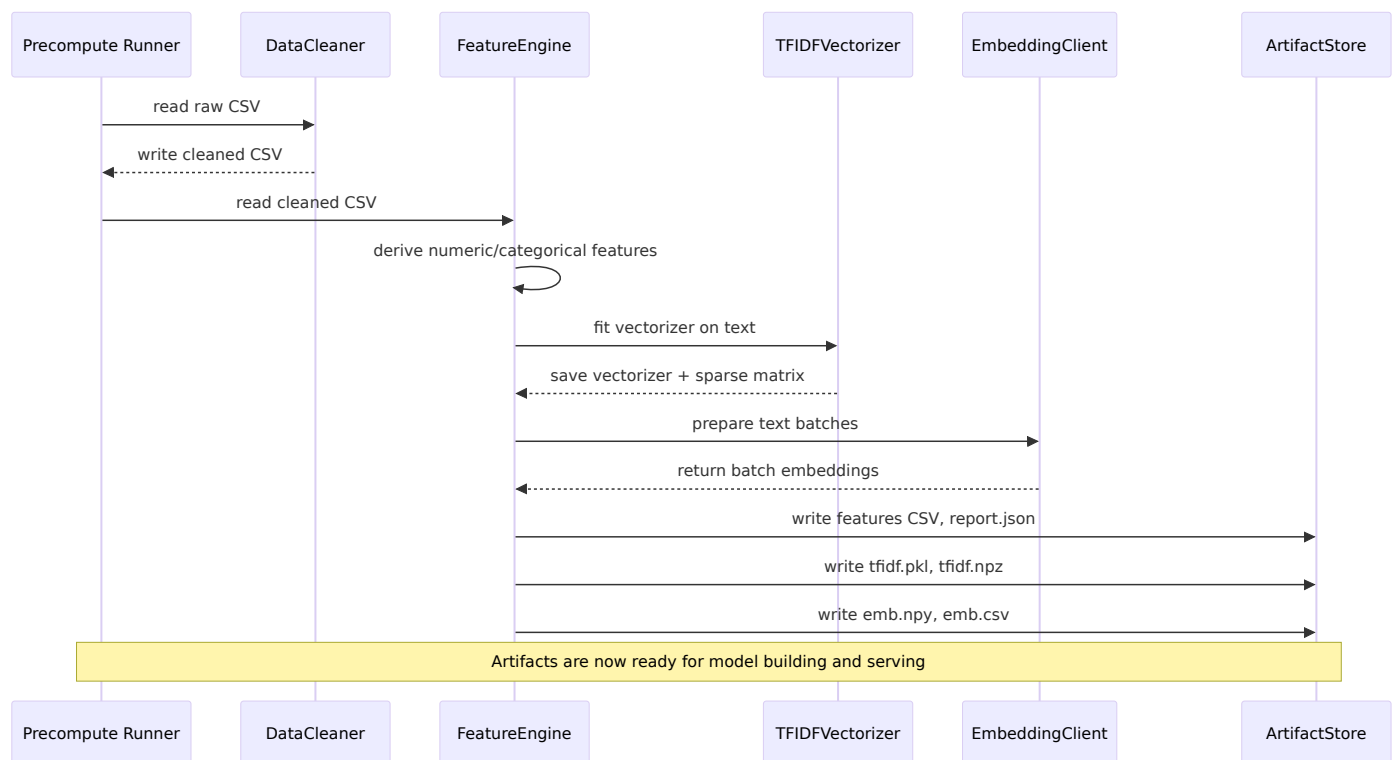 Precompute Runner
DataCleaner
FeatureEngine
TFIDFVectorizer
EmbeddingClient
ArtifactStore
read raw CSV
write cleaned CSV
read cleaned CSV
derive numeric/categorical features
fit vectorizer on text
save vectorizer + sparse matrix
prepare text batches
return batch embeddings
write features CSV, report.json
write tfidf.pkl, tfidf.npz
write emb.npy, emb.csv
Artifacts are now ready for model building and serving
Precompute Runner
DataCleaner
FeatureEngine
TFIDFVectorizer
EmbeddingClient
ArtifactStore